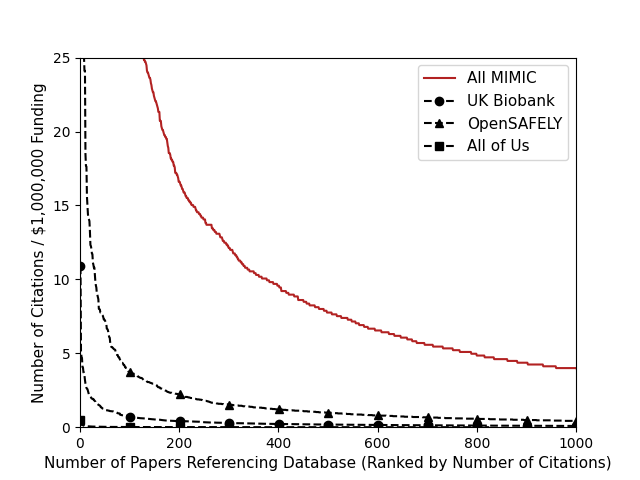 Number of Citations / $1,000,000 Funding
25
20
15
10
5
0
0 200 400 600 800 1000
Number of Papers Referencing Database (Ranked by Number of Citations)
All MIMIC
UK Biobank
OpenSAFELY
All of Us